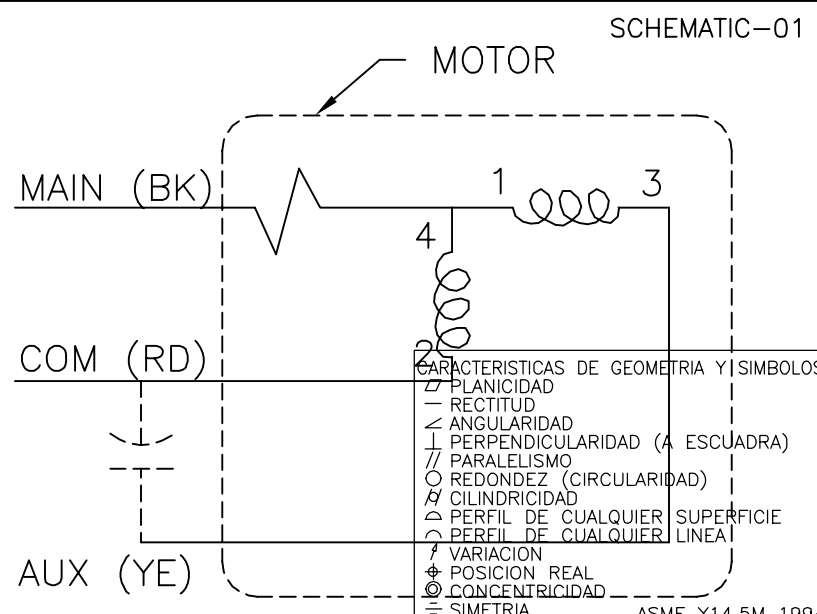 SCHEMATIC-01
MOTOR
MAIN (BK)
1
3
4
2
COM (RD)
CARACTERISTICAS DE GEOMETRIA Y SIMBOLOS
PLANICIDAD
RECTITUD
ANGULARIDAD
PERPENDICULARIDAD (A ESCUADRA)
PARALELISMO
REDONDEZ (CIRCULARIDAD)
CILINDRICIDAD
PERFIL DE CUALQUIER SUPERFICIE
PERFIL DE CUALQUIER LINEA
VARIACION
AUX (YE)
POSICION REAL
CONCENTRICIDAD
SIMETRIA